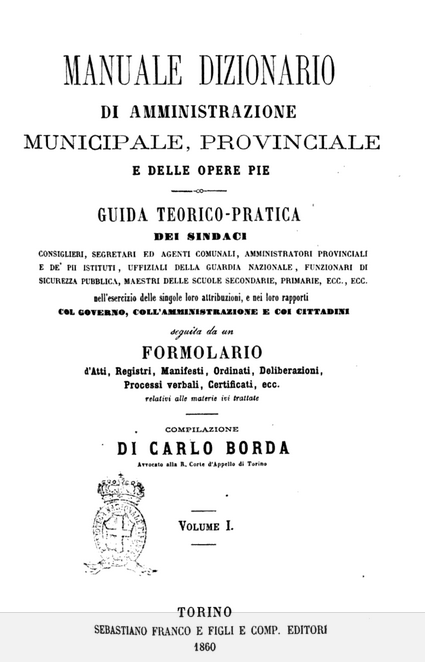 MANUALE DIZIONARIO
DI AMMINISTRAZIONE
MUNICIPALE, PROVINCIALE
E DELLE OPERE PIE
GUIDA TEORICO-PRATICA
DEI SINDACI
CONSIGLIERI, SEGRETARI ED AGENTI COMUNALI, AMMINISTRATORI PROVINCIALI
E DE' PII ISTITUTI, UFFIZIALI DELLA GUARDIA NAZIONALE, FUNZIONARI DI
SICUREZZA PUBBLICA, MAESTRI DELLE SCUOLE SECONDARIE, PRIMARIE, ECC., ECC.
nell'esercizio delle singole loro attribuzioni, e nei loro rapporti
COL GOVERNO, COLL'AMMINISTRAZIONE E COI CITTADINI
seguita da un
FORMOLARIO
d'Atti, Registri, Manifesti, Ordinati, Deliberazioni,
Processi verbali, Certificati, ecc.
relativi alle materie ivi trattate
COMPILAZIONE
DI CARLO BORDA
Avvocato alla R. Corte d'Appello di Torino
VOLUME I.
TORINO
SEBASTIANO FRANCO E FIGLI E COMP. EDITORI
1860